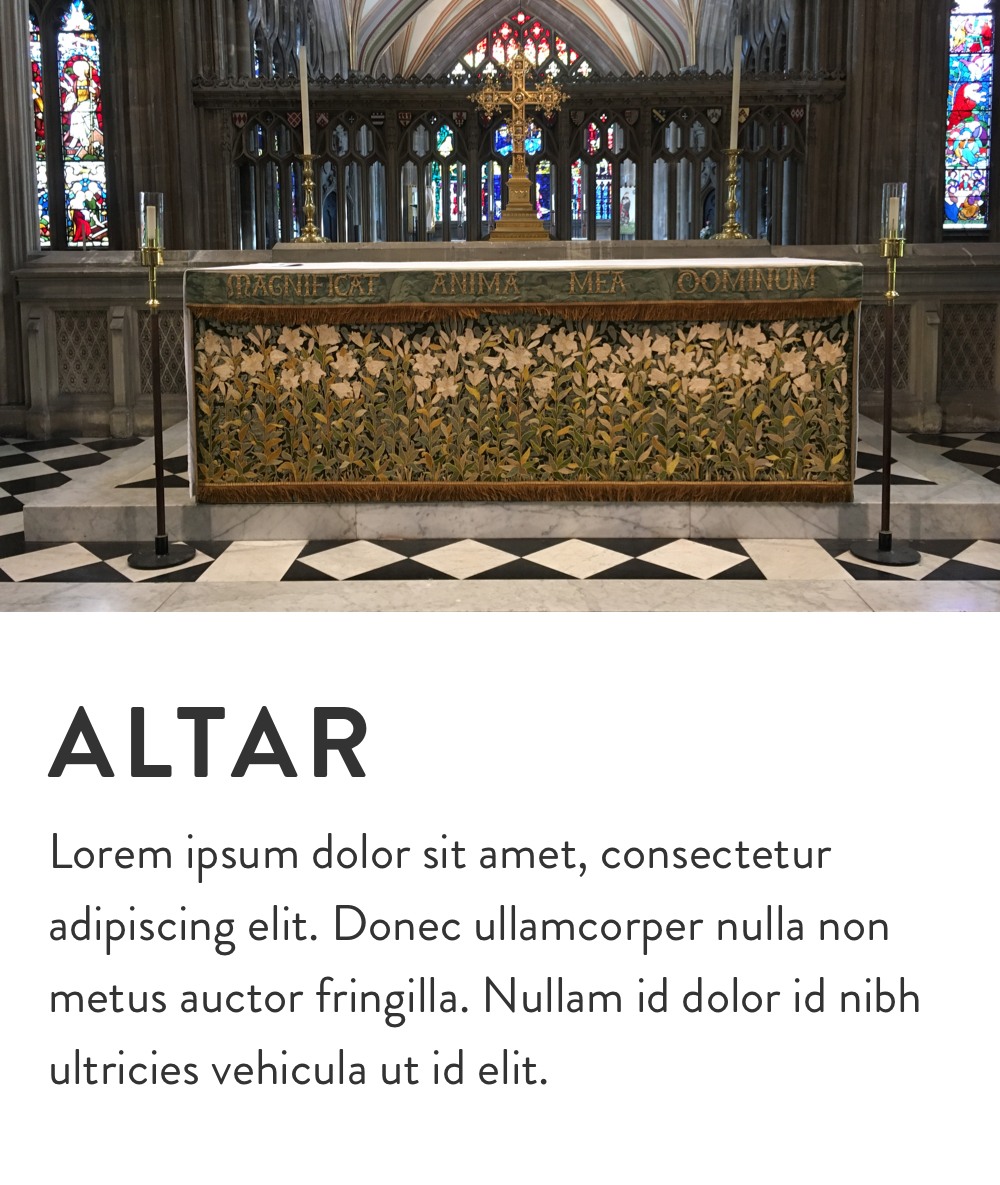 MAGNIFICAT ANIMA MEA DOMINUM
ALTAR
Lorem ipsum dolor sit amet, consectetur
adipiscing elit. Donec ullamcorper nulla non
metus auctor fringilla. Nullam id dolor id nibh
ultricies vehicula ut id elit.